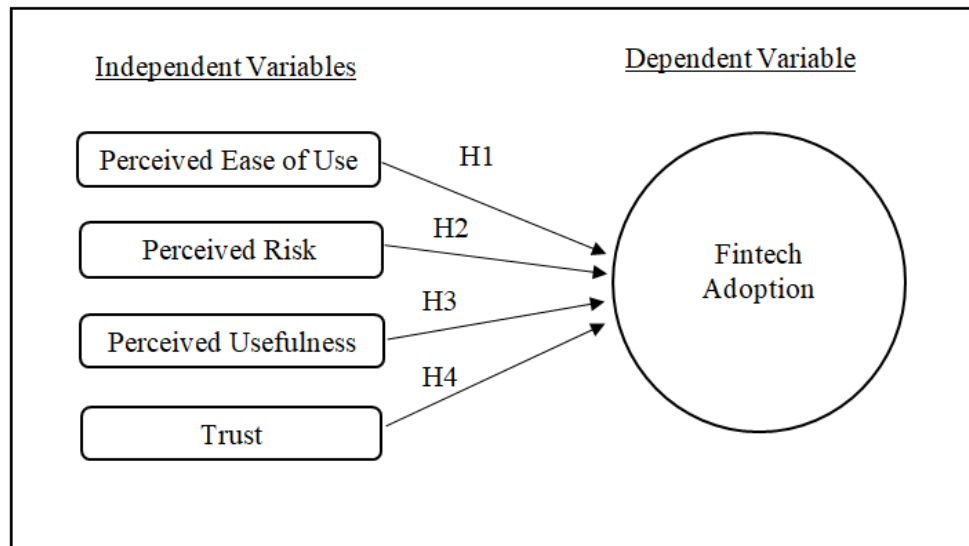 Independent Variables
Dependent Variable
Perceived Ease of Use
H1
Perceived Risk
H2
Perceived Usefulness
H3
Trust
H4
Fintech
Adoption